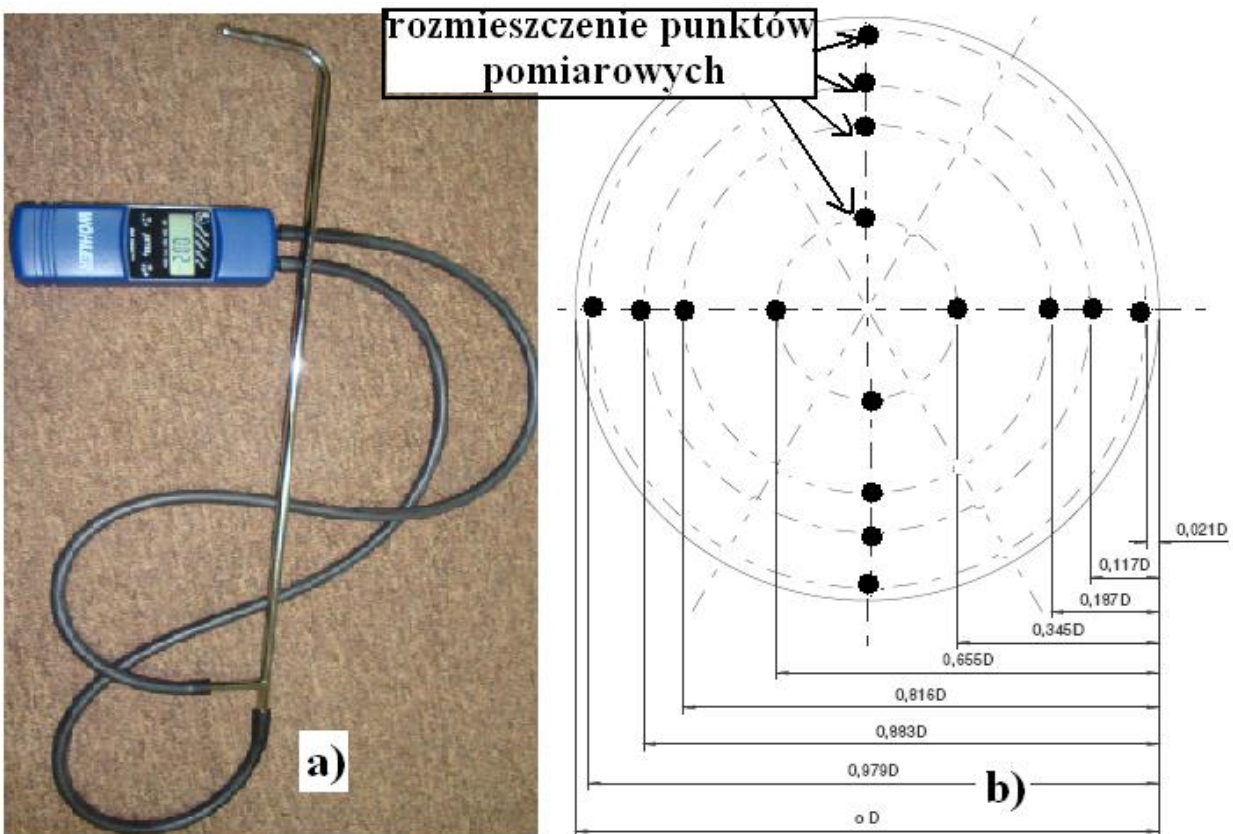 rozmieszczenie punktów
pomiarowych
WÖHLER
a)
0,021D
0,117D
0,187D
0,345D
0,655D
0,816D
0,883D
0,979D
b)
o D